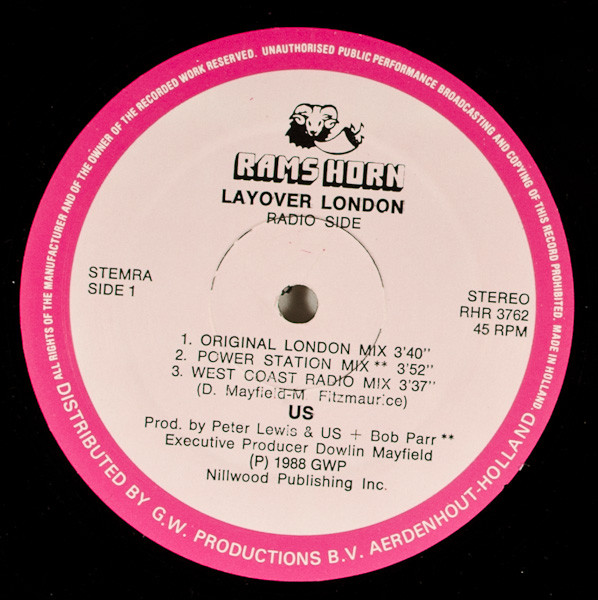 ALL RIGHTS OF THE MANUFACTURER AND OF THE OWNER OF THE RECORDED WORK RESERVED. UNAUTHORISED PUBLIC PERFORMANCE BROADCASTING AND COPYING OF THIS RECORD PROHIBITED. MADE IN HOLLAND.
RAMS HORN
LAYOVER LONDON
RADIO SIDE
STEMRA
SIDE 1
STEREO
RHR 3762
45 RPM
1. ORIGINAL LONDON MIX 3'40"
2. POWER STATION MIX ** 3'52"
3. WEST COAST RADIO MIX 3'37"
(D. Mayfield-M. Fitzmaurice)
US
Prod. by Peter Lewis & US + Bob Parr **
Executive Producer Dowlin Mayfield
(P) 1988 GWP
Nillwood Publishing Inc.
DISTRIBUTED BY G.W. PRODUCTIONS B.V. AERDENHOUT-HOLLAND